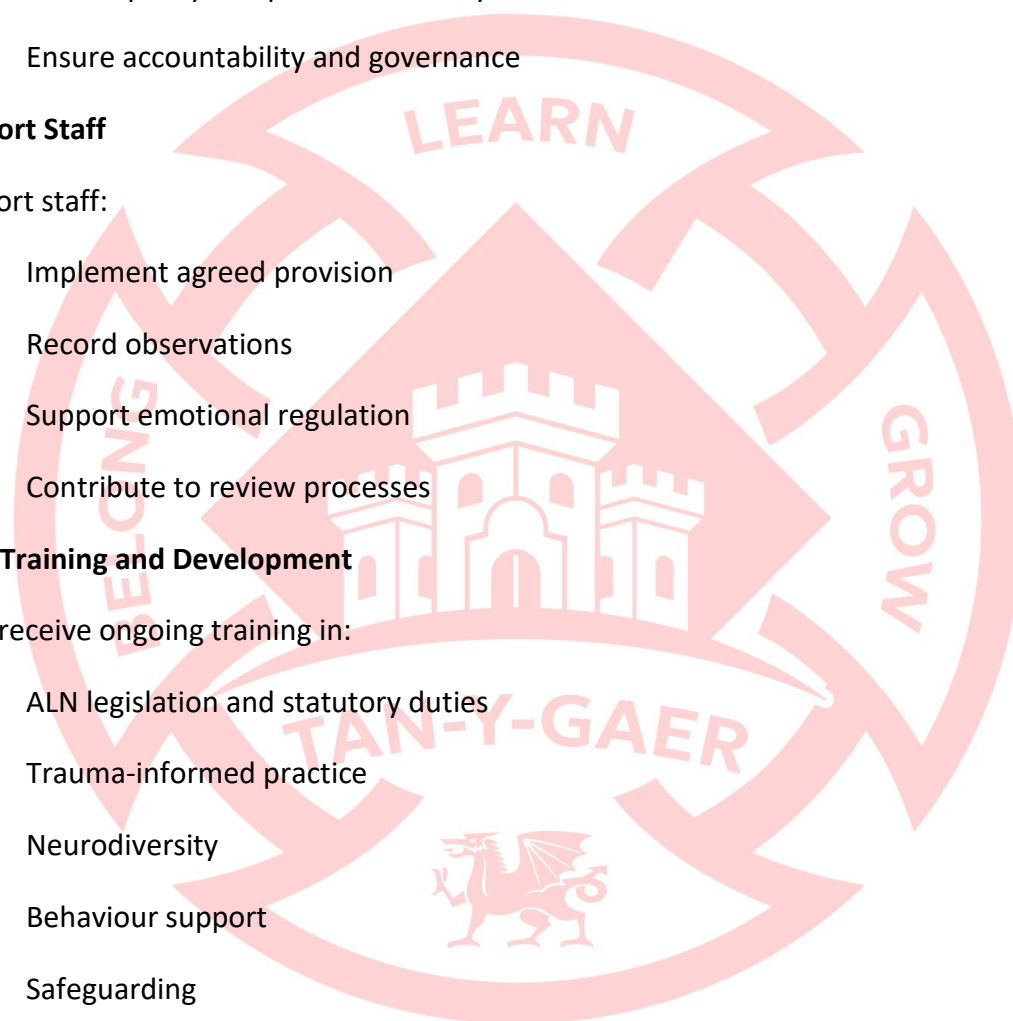 Ensure accountability and governance
ort Staff
ort staff:
Implement agreed provision
Record observations
Support emotional regulation
Contribute to review processes
Training and Development
receive ongoing training in:
ALN legislation and statutory duties
Trauma-informed practice
Neurodiversity
Behaviour support
Safeguarding
LEARN
BELONG
GROW
TAN-Y-GAER